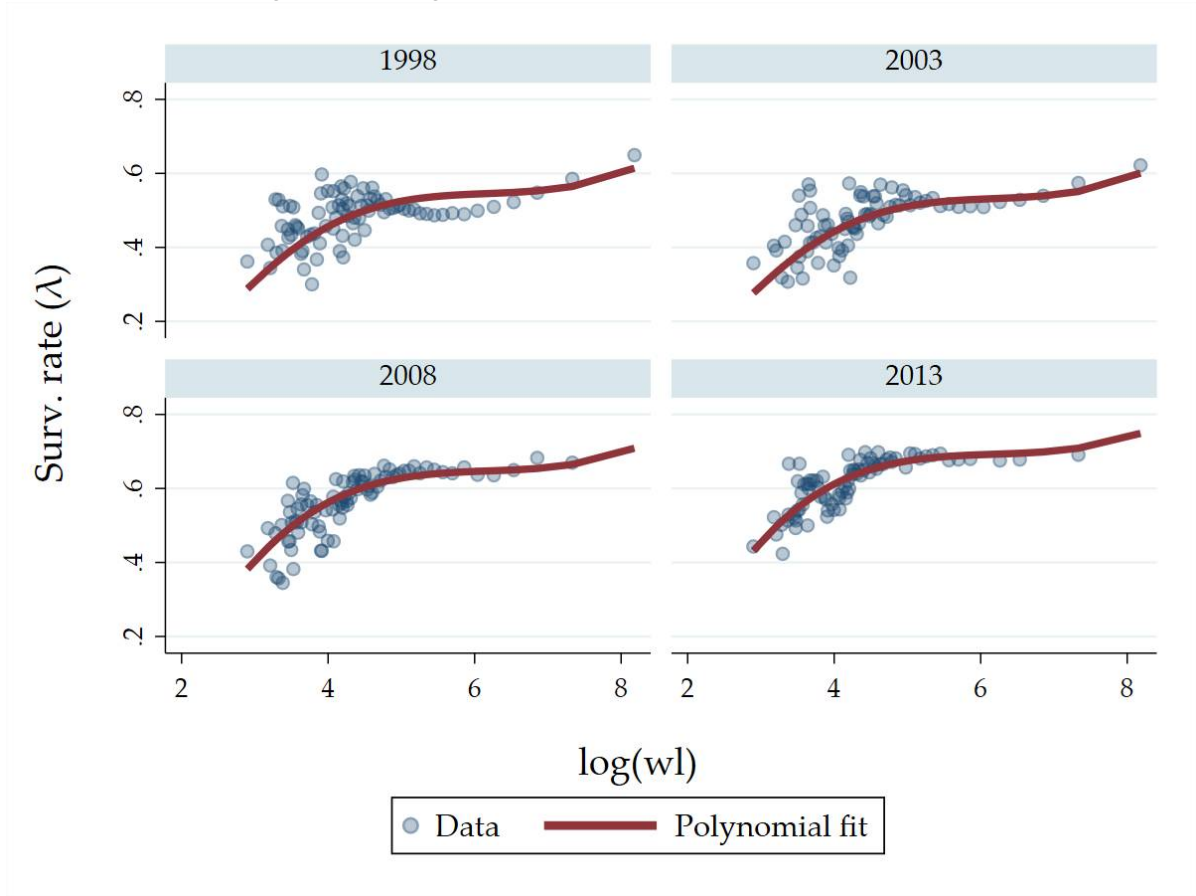 1998
2003
.8
.6
.4
.2
Surv. rate (λ)
2008
2013
.8
.6
.4
.2
2 4 6 8
2 4 6 8
log(wl)
Data Polynomial fit